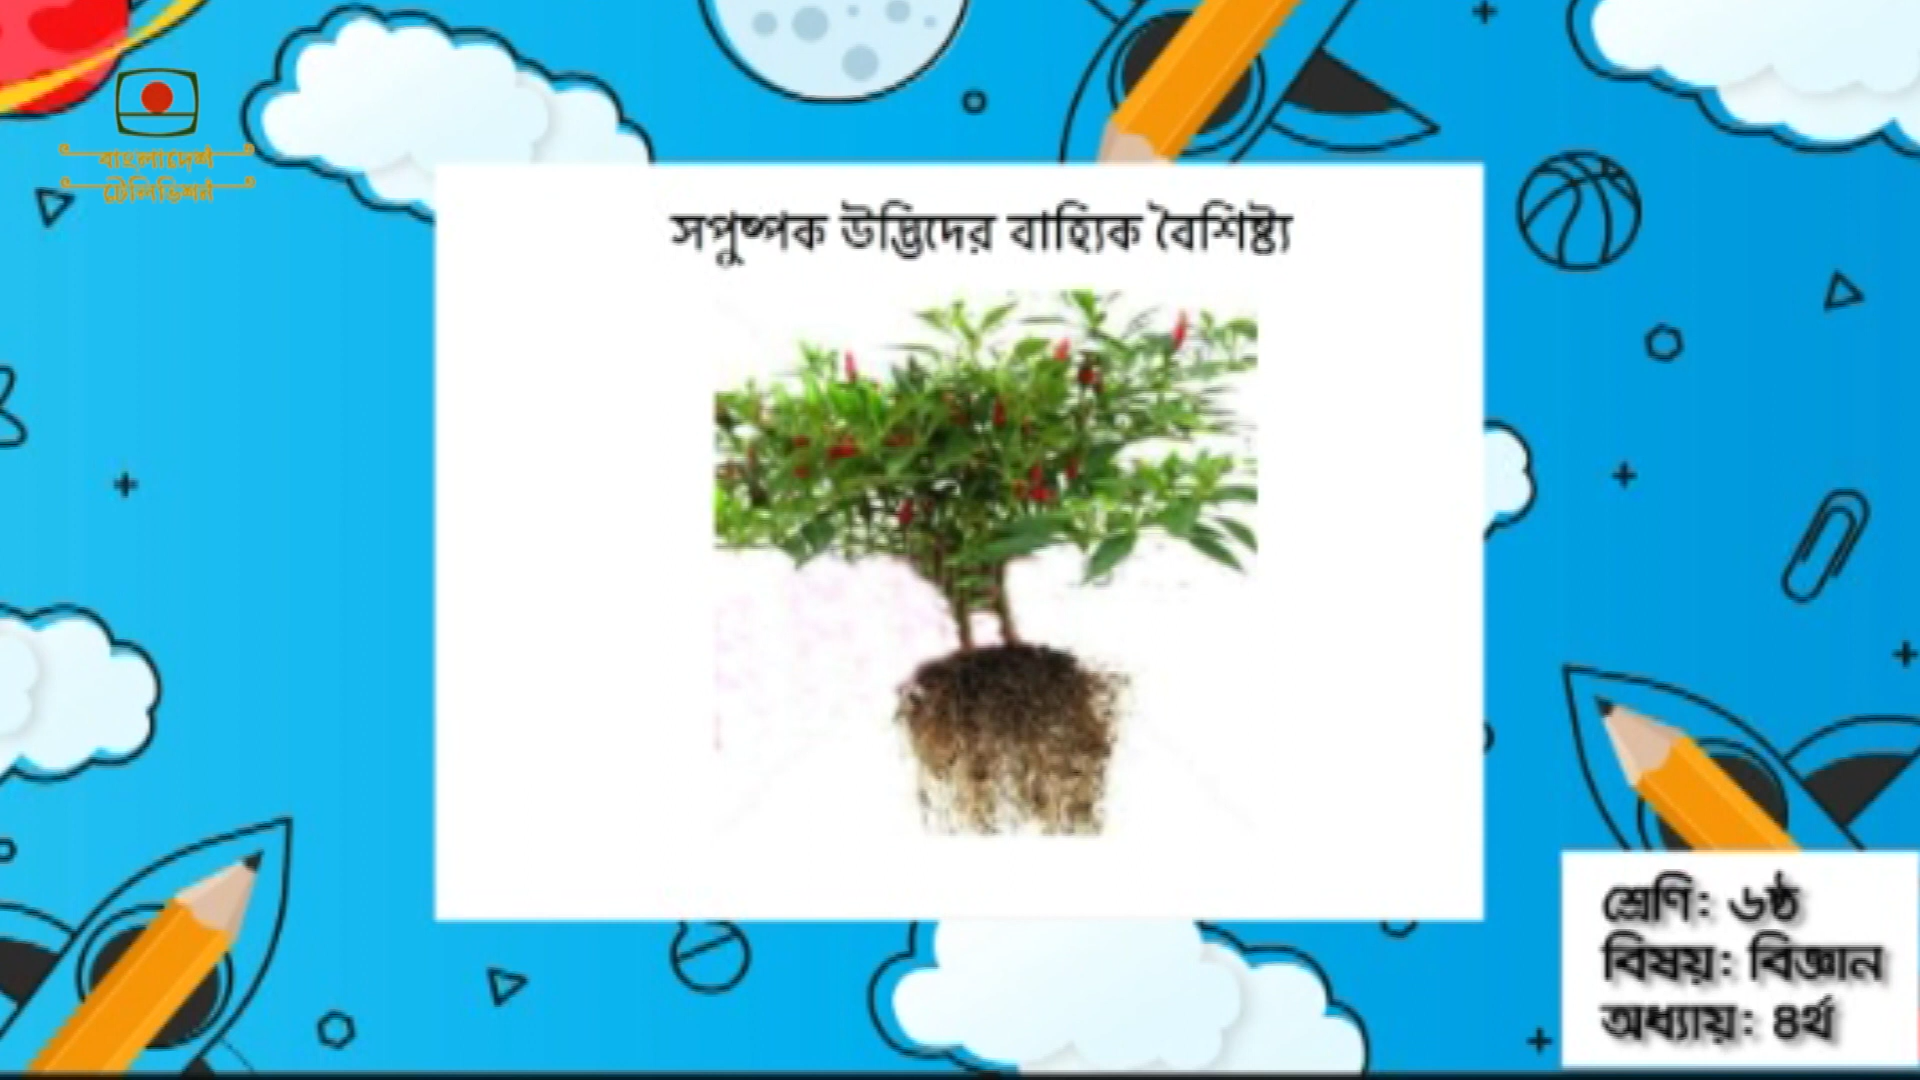 বাংলাদেশ
টেলিভিশন
সপুষ্পক উদ্ভিদের বাহ্যিক বৈশিষ্ট্য
শ্রেণি: ৬ষ্ঠ
বিষয়: বিজ্ঞান
অধ্যায়: ৪র্থ